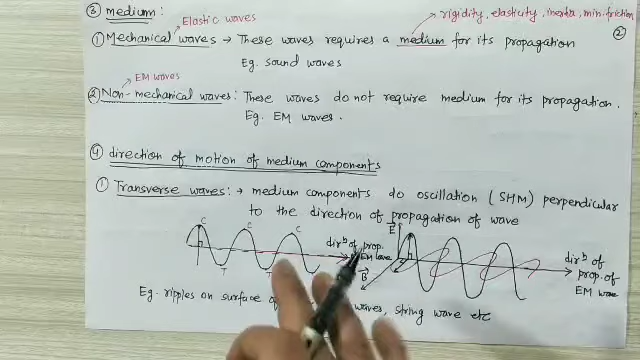 ③ medium:
Elastic waves
rigidity, elasticity, inertia, min. friction
②
① Mechanical waves → These waves requires a medium for its propagation
Eg. sound waves
EM waves
② Non-mechanical waves: These waves do not require medium for its propagation.
Eg. EM waves.
④ direction of motion of medium components
① Transverse waves: → medium components do oscillation (SHM) perpendicular
to the direction of propagation of wave
C C C
T T
dirⁿ of prop.
EM wave
E
B
dirⁿ of
prop. of
EM wave
Eg. ripples on surface of waves, string wave etc